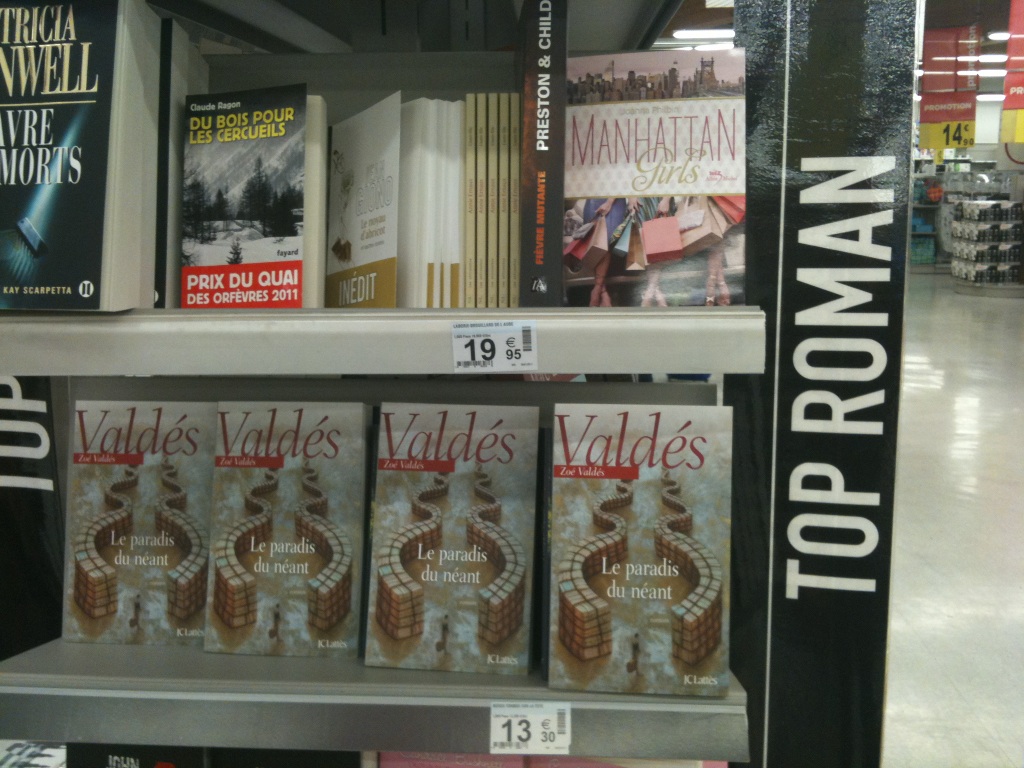 TRICIA
NWELL
AVRE
MORTS
KAY SCARPETTA
H
Claude Ragon
DU BOIS POUR
LES CERCUEILS
fayard
PRIX DU QUAI
DES ORFÈVRES 2011
INÉDIT
PRESTON & CHILD
FIÈVRE MUTANTE
MANHATTAN
Girls
19 € 95
TOP ROMAN
PROMOTION
14€
TOP
Valdés
Zoé Valdés
Le paradis
du néant
JC Lattès
Valdés
Zoé Valdés
Le paradis
du néant
JC Lattès
Valdés
Zoé Valdés
Le paradis
du néant
JC Lattès
Valdés
Zoé Valdés
Le paradis
du néant
JC Lattès
13 € 30
JOHN